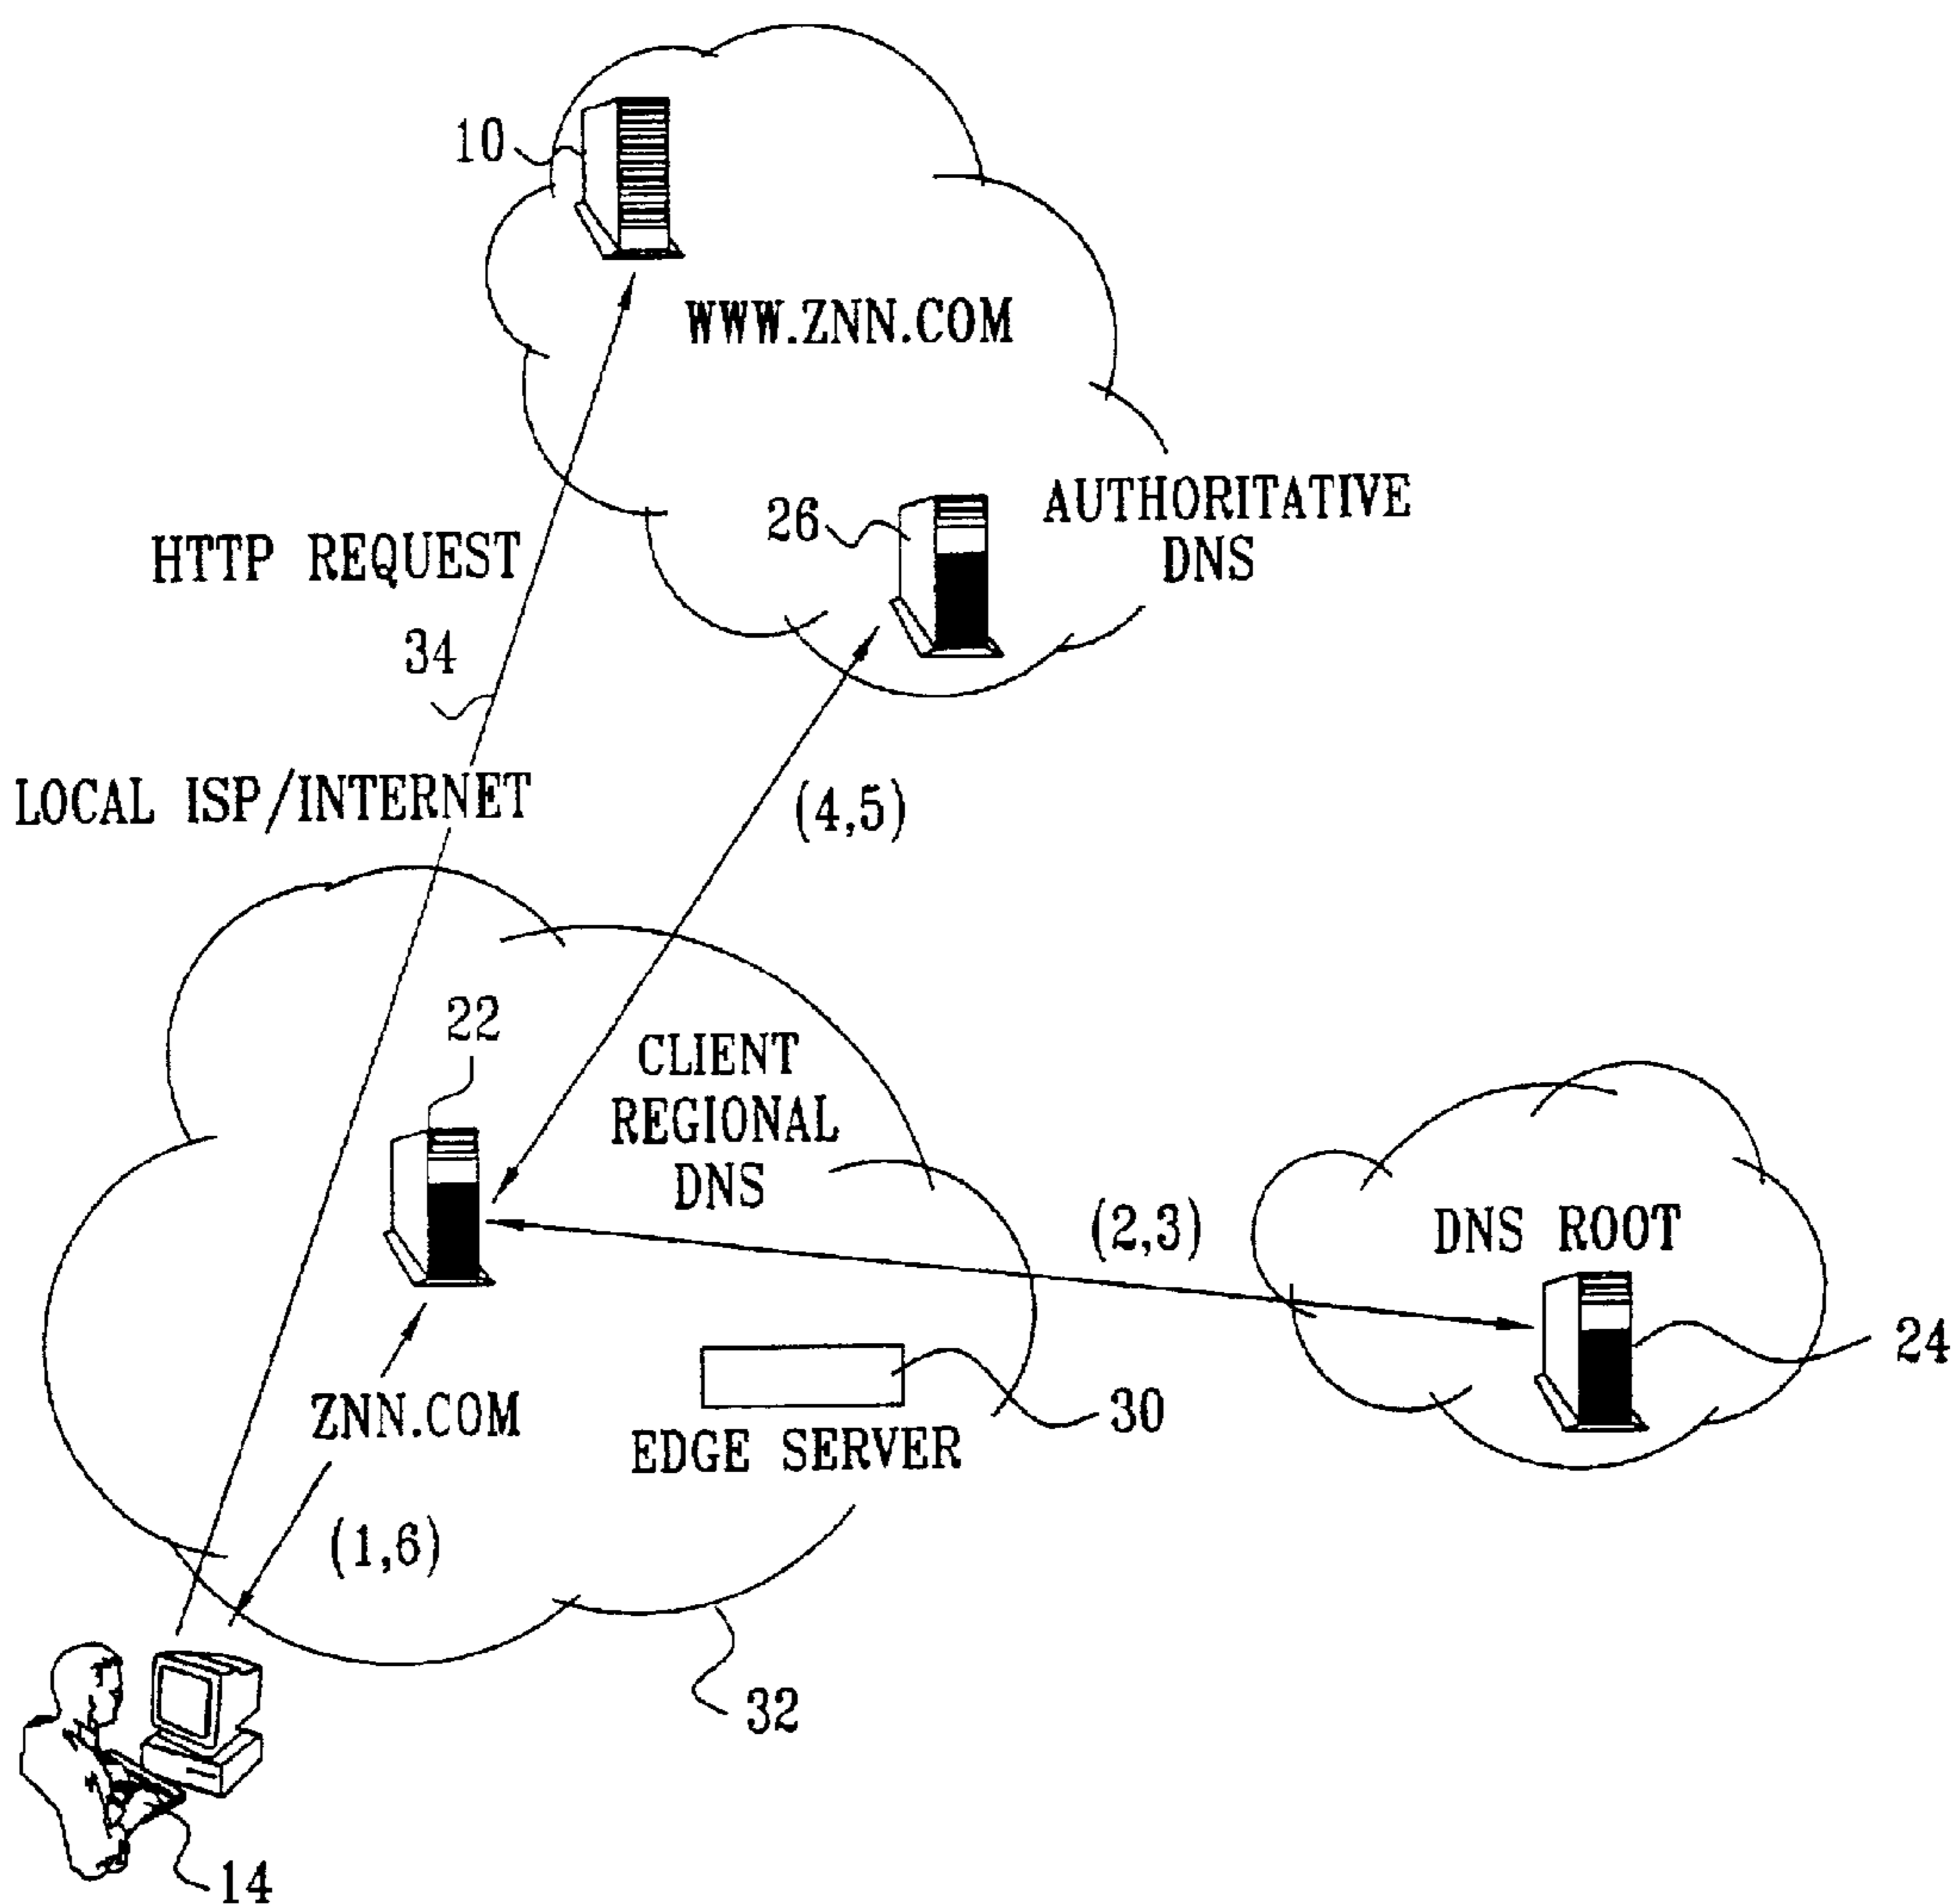 10
WWW.ZNN.COM
26
AUTHORITATIVE
DNS
HTTP REQUEST
34
LOCAL ISP/INTERNET
(4,5)
22
CLIENT
REGIONAL
DNS
(2,3)
DNS ROOT
24
ZNN.COM
30
EDGE SERVER
(1,6)
32
14